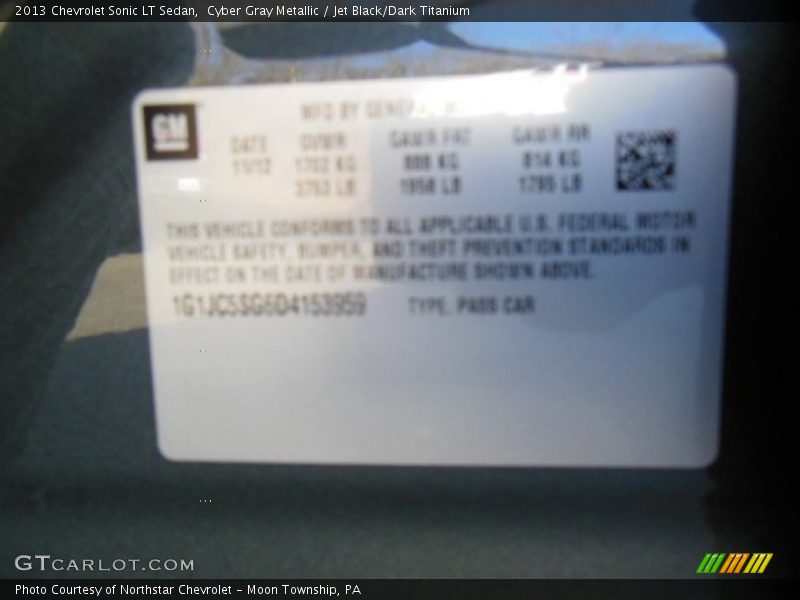 2013 Chevrolet Sonic LT Sedan,  Cyber Gray Metallic / Jet Black/Dark Titanium
MFD BY GENERAL
GM
DATE GVWR GAWR FRT GAWR RR
11/12 1702 KG 888 KG 814 KG
3753 LB 1958 LB 1795 LB
THIS VEHICLE CONFORMS TO ALL APPLICABLE U.S. FEDERAL MOTOR
VEHICLE SAFETY, BUMPER, AND THEFT PREVENTION STANDARDS IN
EFFECT ON THE DATE OF MANUFACTURE SHOWN ABOVE.
1G1JC5SG6D4153959 TYPE: PASS CAR
GTCARLOT.COM
Photo Courtesy of Northstar Chevrolet – Moon Township, PA